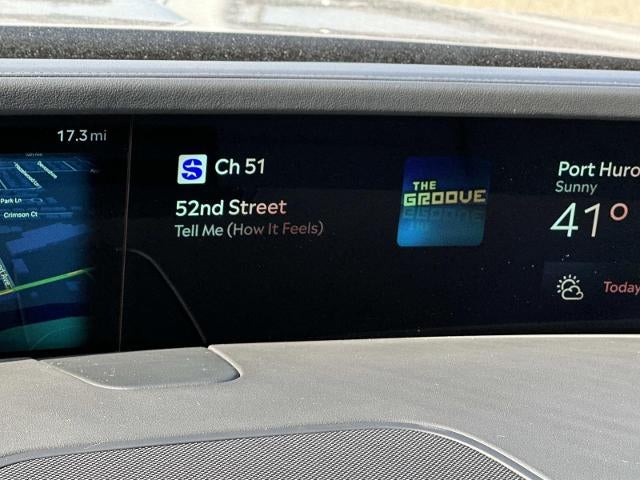 17.3 mi
Park Ln
Crimson Ct
Ch 51
52nd Street
Tell Me (How It Feels)
THE
GROOVE
Port Huro
Sunny
41°
Today